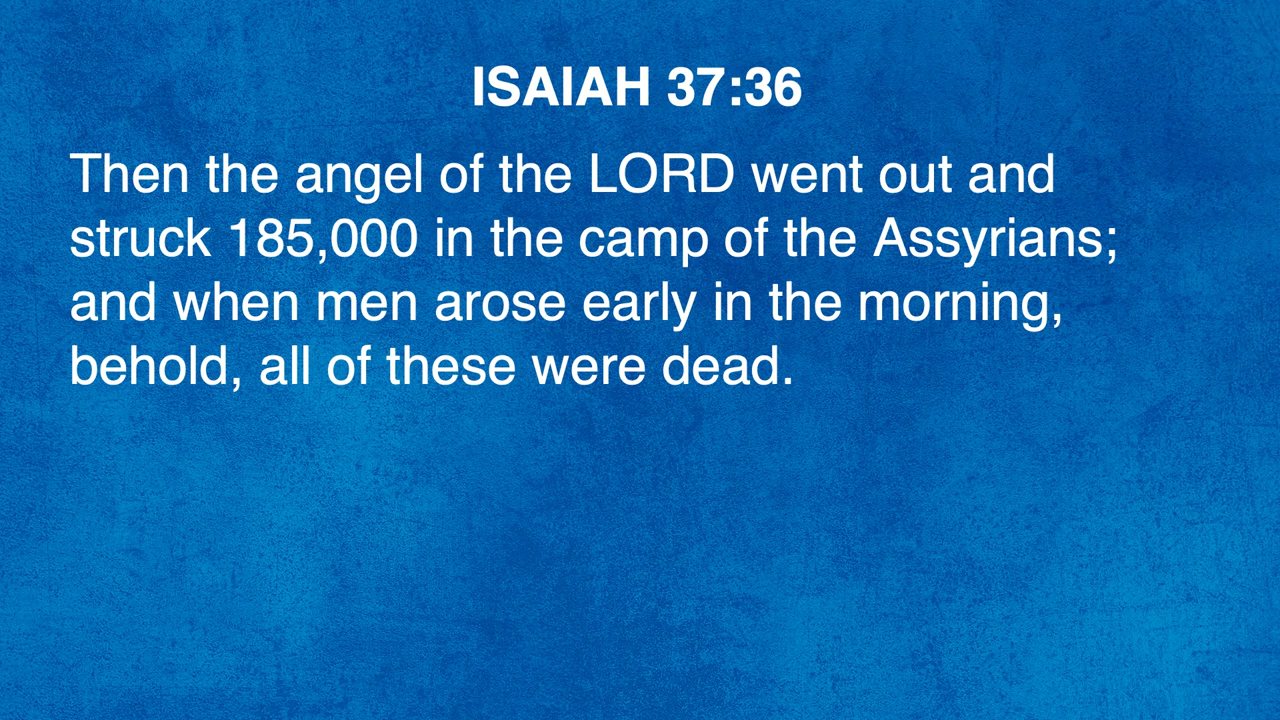 ISAIAH 37:36
Then the angel of the LORD went out and
struck 185,000 in the camp of the Assyrians;
and when men arose early in the morning,
behold, all of these were dead.